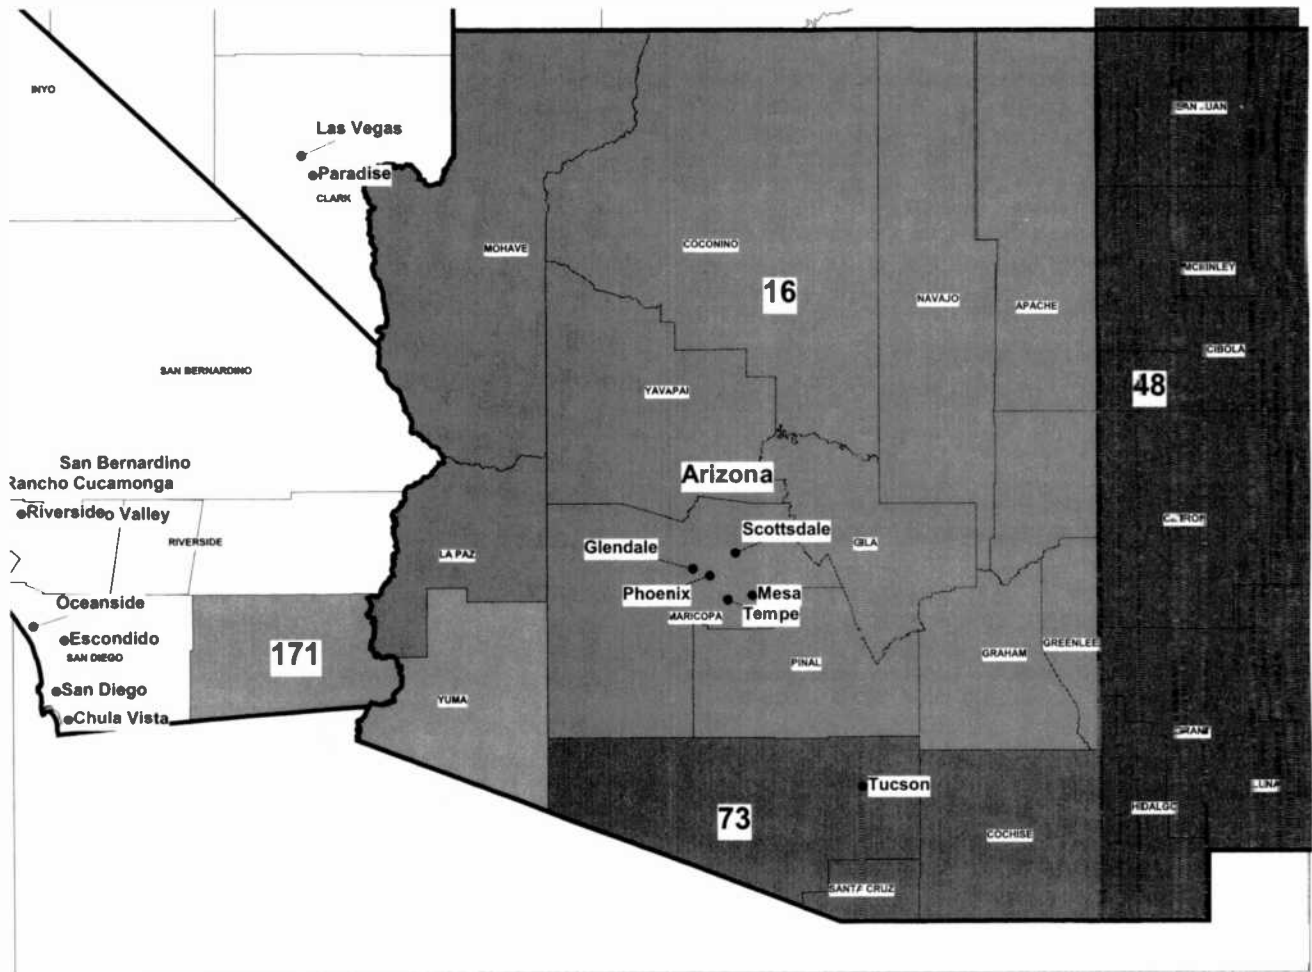 INYO
SAN JUAN
Las Vegas
Paradise
CLARK
MOHAVE
COCONINO
MCKINLEY
16
NAVAJO
APACHE
CIBOLA
SAN BERNARDINO
48
YAVAPAI
San Bernardino
Arizona
Rancho Cucamonga
Riverside
o Valley
CATRON
Scottsdale
RIVERSIDE
GILA
Glendale
LA PAZ
Phoenix
Mesa
Oceanside
MARICOPA
Tempe
Escondido
GREENLEE
SAN DIEGO
171
GRAHAM
PINAL
San Diego
YUMA
Chula Vista
GRANT
Tucson
LUNA
73
HIDALGO
COCHISE
SANTA CRUZ